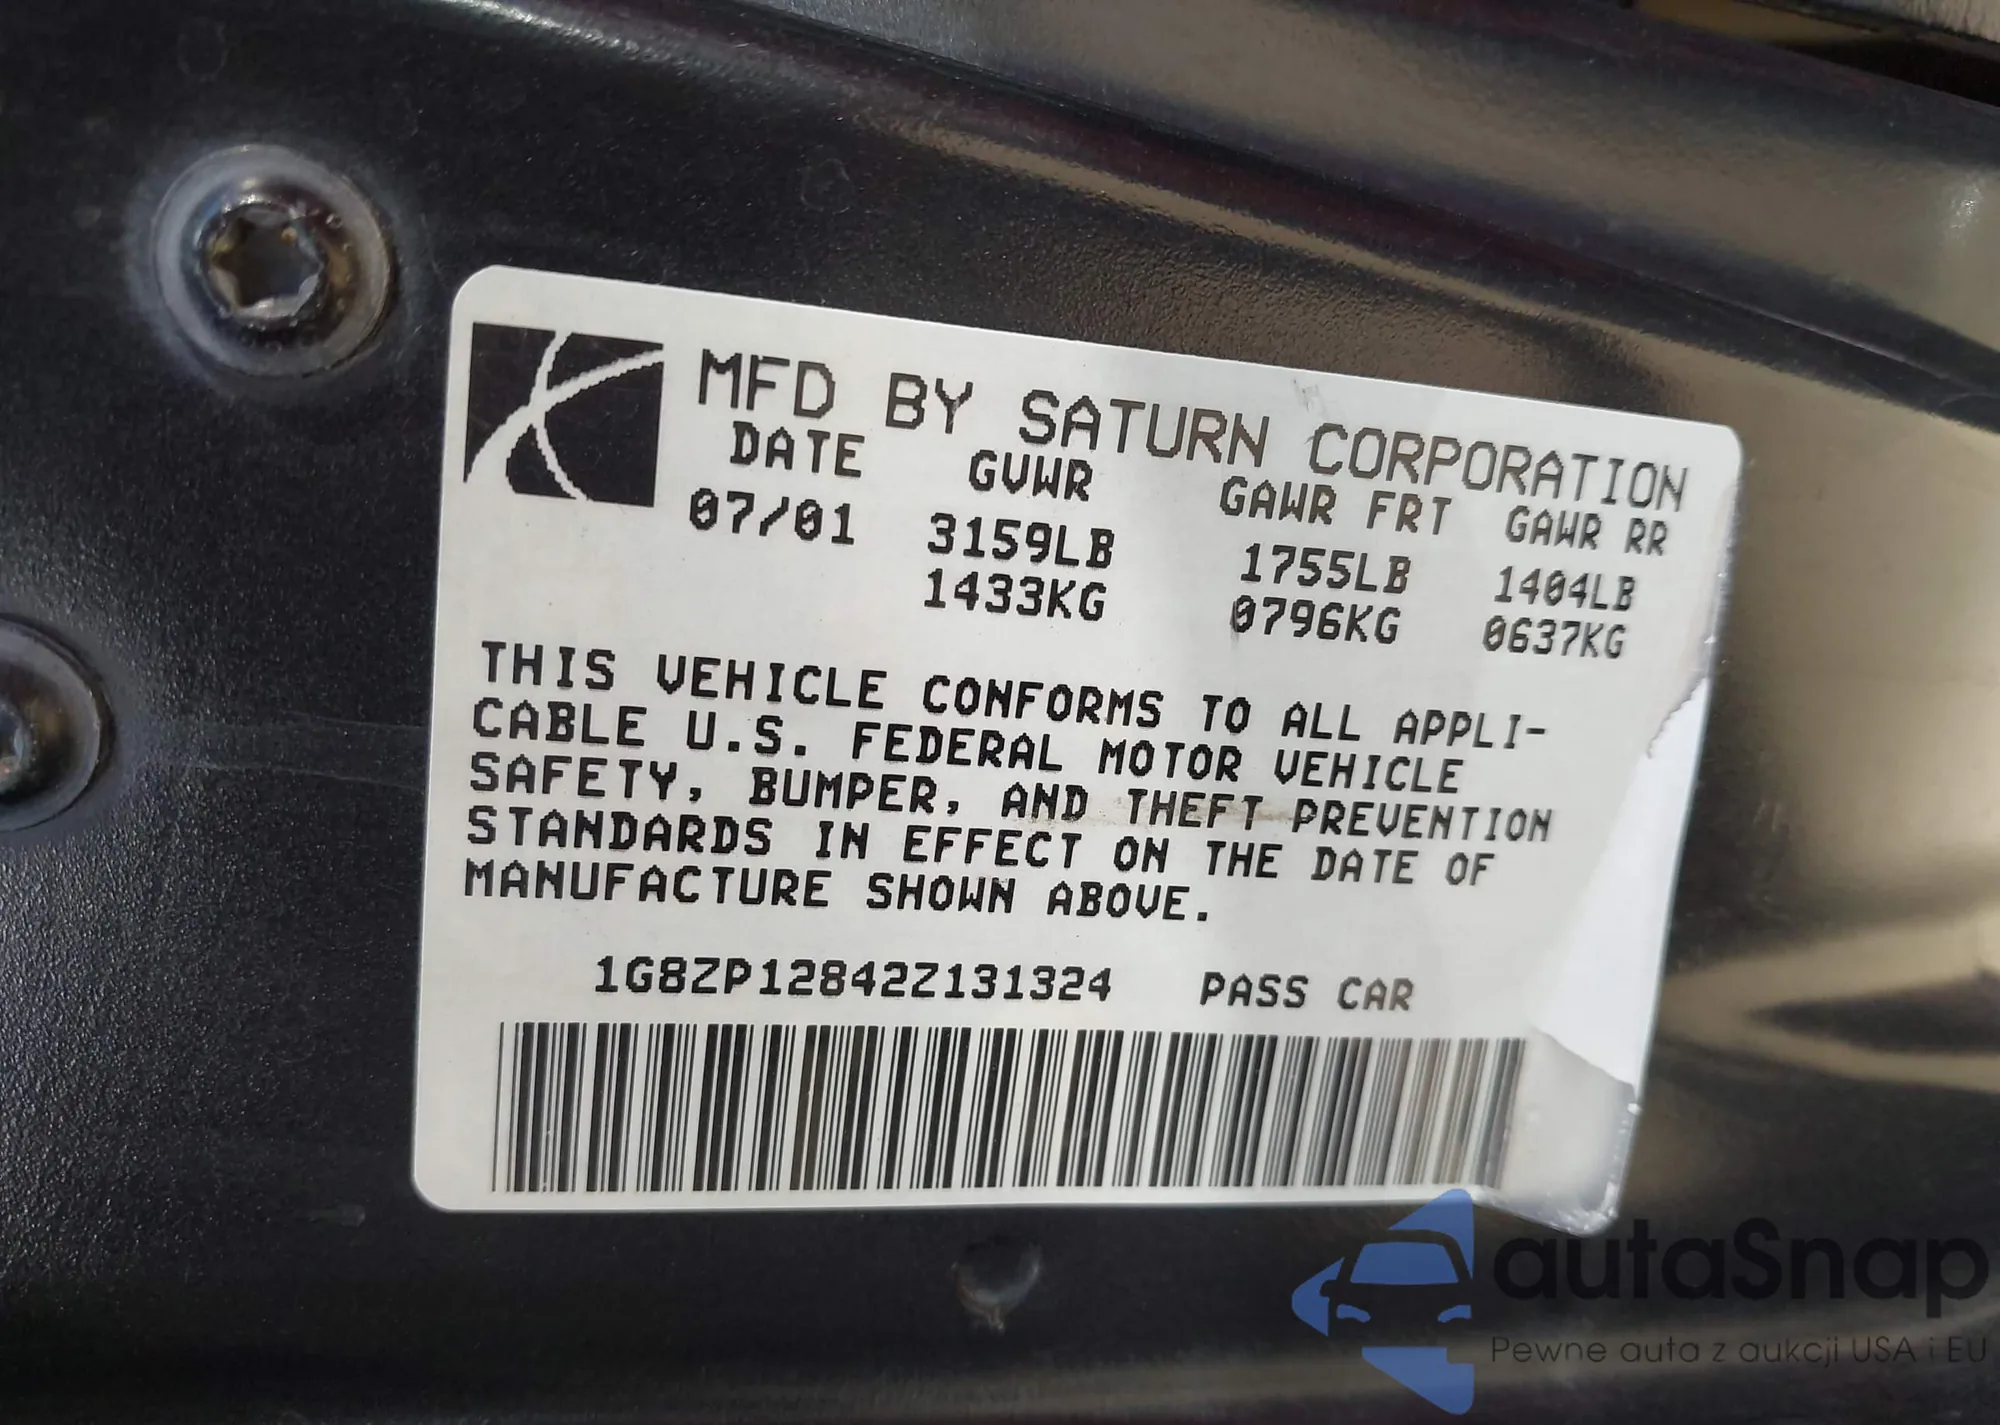 MFD BY SATURN CORPORATION
DATE GVWR GAWR FRT GAWR RR
07/01 3159LB 1755LB 1404LB
1433KG 0796KG 0637KG
THIS VEHICLE CONFORMS TO ALL APPLI-
CABLE U.S. FEDERAL MOTOR VEHICLE
SAFETY, BUMPER, AND THEFT PREVENTION
STANDARDS IN EFFECT ON THE DATE OF
MANUFACTURE SHOWN ABOVE.
1G8ZP12842Z131324 PASS CAR
autaSnap
Pewne auta z aukcji USA i EU